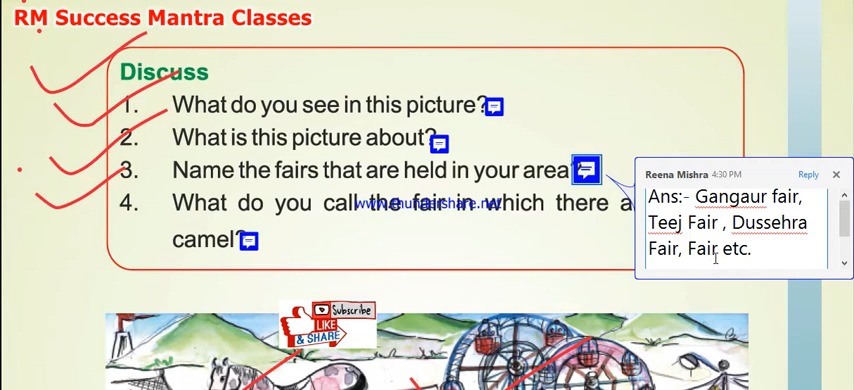 RM Success Mantra Classes
Discuss
1. What do you see in this picture?
2. What is this picture about?
3. Name the fairs that are held in your area
4. What do you call the fair in which there a
camel?
www.thundershare.net
Reena Mishra 4:30 PM
Reply
Ans:- Gangaur fair,
Teej Fair , Dussehra
Fair, Fair etc.
Subscribe
LIKE
& SHARE